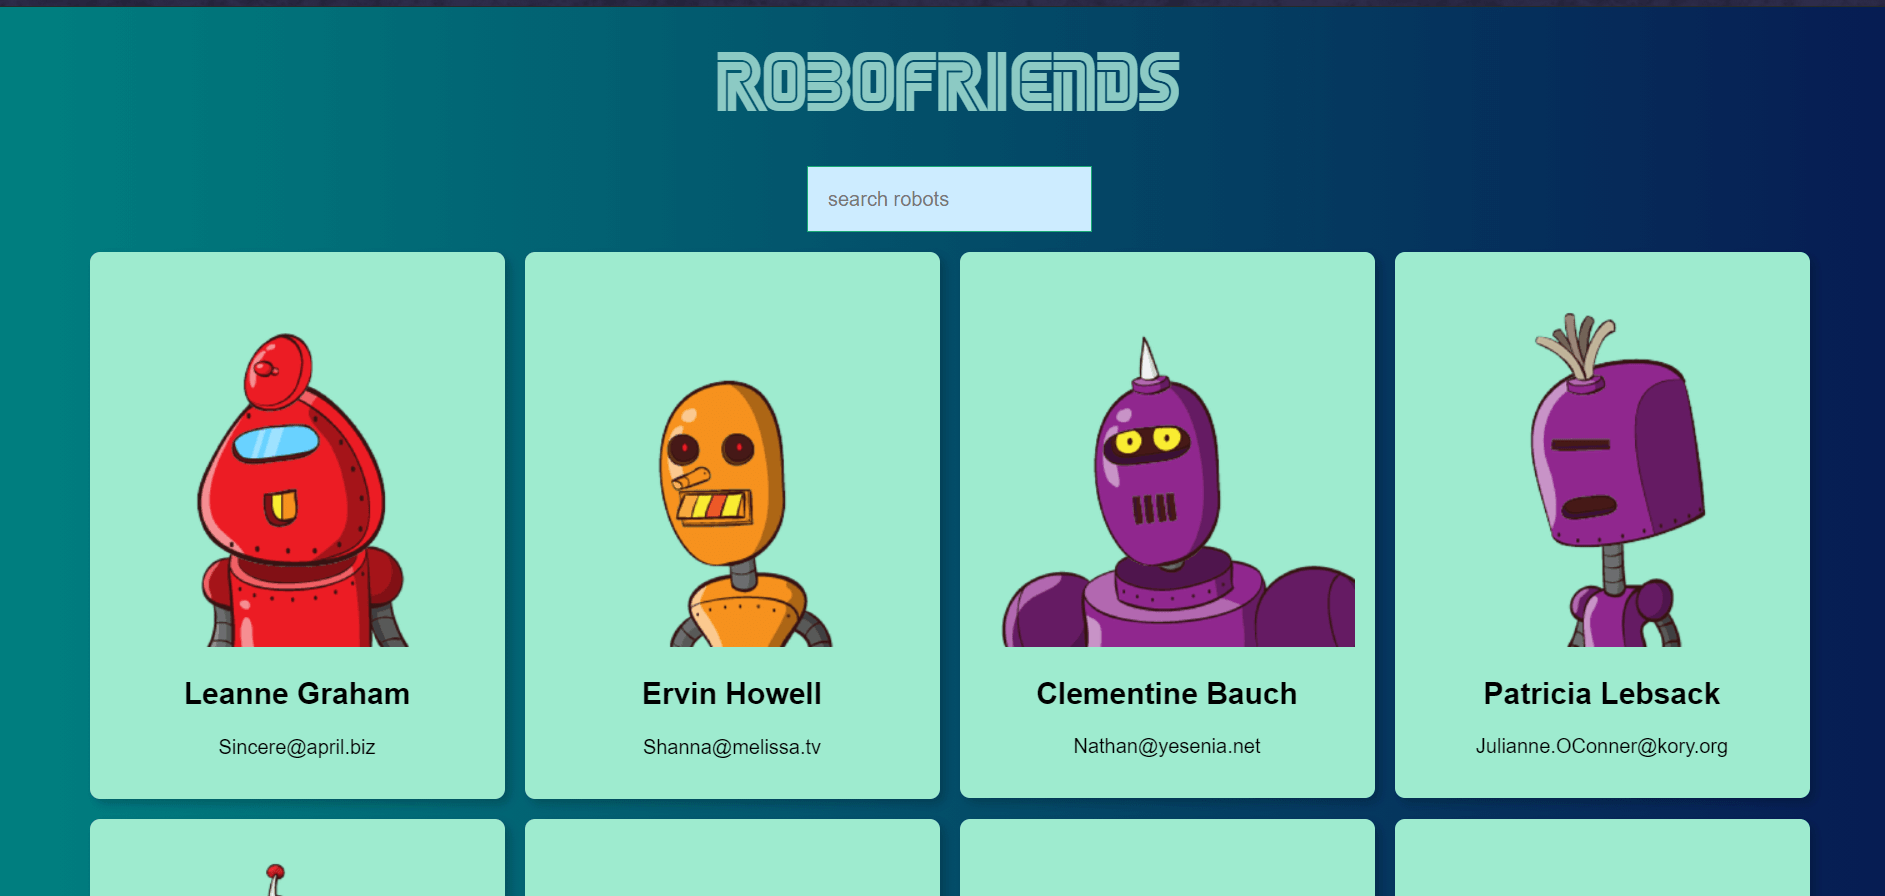 ROBOFRIENDS
search robots
Leanne Graham
Sincere@april.biz
Ervin Howell
Shanna@melissa.tv
Clementine Bauch
Nathan@yesenia.net
Patricia Lebsack
Julianne.OConner@kory.org